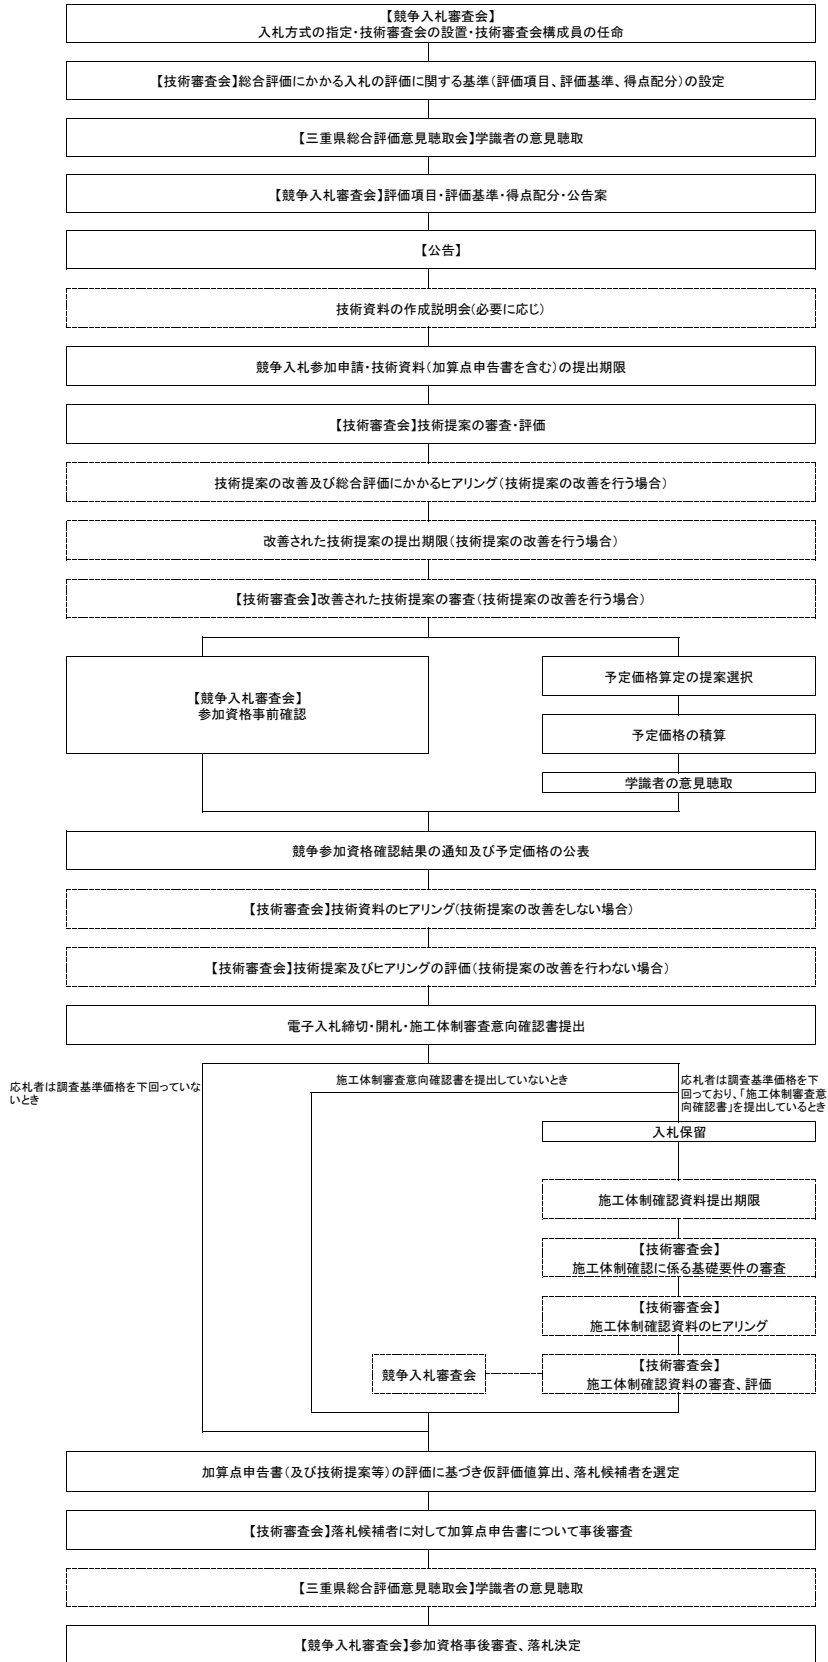 【競争入札審査会】
入札方式の指定・技術審査会の設置・技術審査会構成員の任命
【技術審査会】総合評価にかかる入札の評価に関する基準（評価項目、評価基準、得点配分）の設定
【三重県総合評価意見聴取会】学識者の意見聴取
【競争入札審査会】評価項目・評価基準・得点配分・公告案
【公告】
技術資料の作成説明会（必要に応じ）
競争入札参加申請・技術資料（加算点申告書を含む）の提出期限
【技術審査会】技術提案の審査・評価
技術提案の改善及び総合評価にかかるヒアリング（技術提案の改善を行う場合）
改善された技術提案の提出期限（技術提案の改善を行う場合）
【技術審査会】改善された技術提案の審査（技術提案の改善を行う場合）
【競争入札審査会】
参加資格事前確認
予定価格算定の提案選択
予定価格の積算
学識者の意見聴取
競争参加資格確認結果の通知及び予定価格の公表
【技術審査会】技術資料のヒアリング（技術提案の改善をしない場合）
【技術審査会】技術提案及びヒアリングの評価（技術提案の改善を行わない場合）
電子入札締切・開札・施工体制審査意向確認書提出
応札者は調査基準価格を下回っていな
いとき
施工体制審査意向確認書を提出していないとき
応札者は調査基準価格を下
回っており、「施工体制審査意
向確認書」を提出しているとき
入札保留
施工体制確認資料提出期限
【技術審査会】
施工体制確認に係る基礎要件の審査
【技術審査会】
施工体制確認資料のヒアリング
競争入札審査会
【技術審査会】
施工体制確認資料の審査、評価
加算点申告書（及び技術提案等）の評価に基づき仮評価値算出、落札候補者を選定
【技術審査会】落札候補者に対して加算点申告書について事後審査
【三重県総合評価意見聴取会】学識者の意見聴取
【競争入札審査会】参加資格事後審査、落札決定